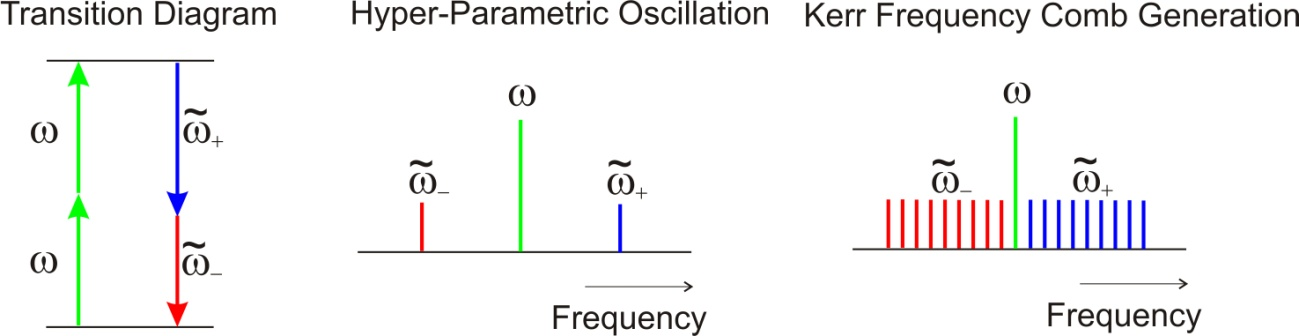 Transition Diagram
ω
ω
ω̃₊
ω̃₋
Hyper-Parametric Oscillation
ω
ω̃₋
ω̃₊
Frequency
Kerr Frequency Comb Generation
ω
ω̃₋
ω̃₊
Frequency